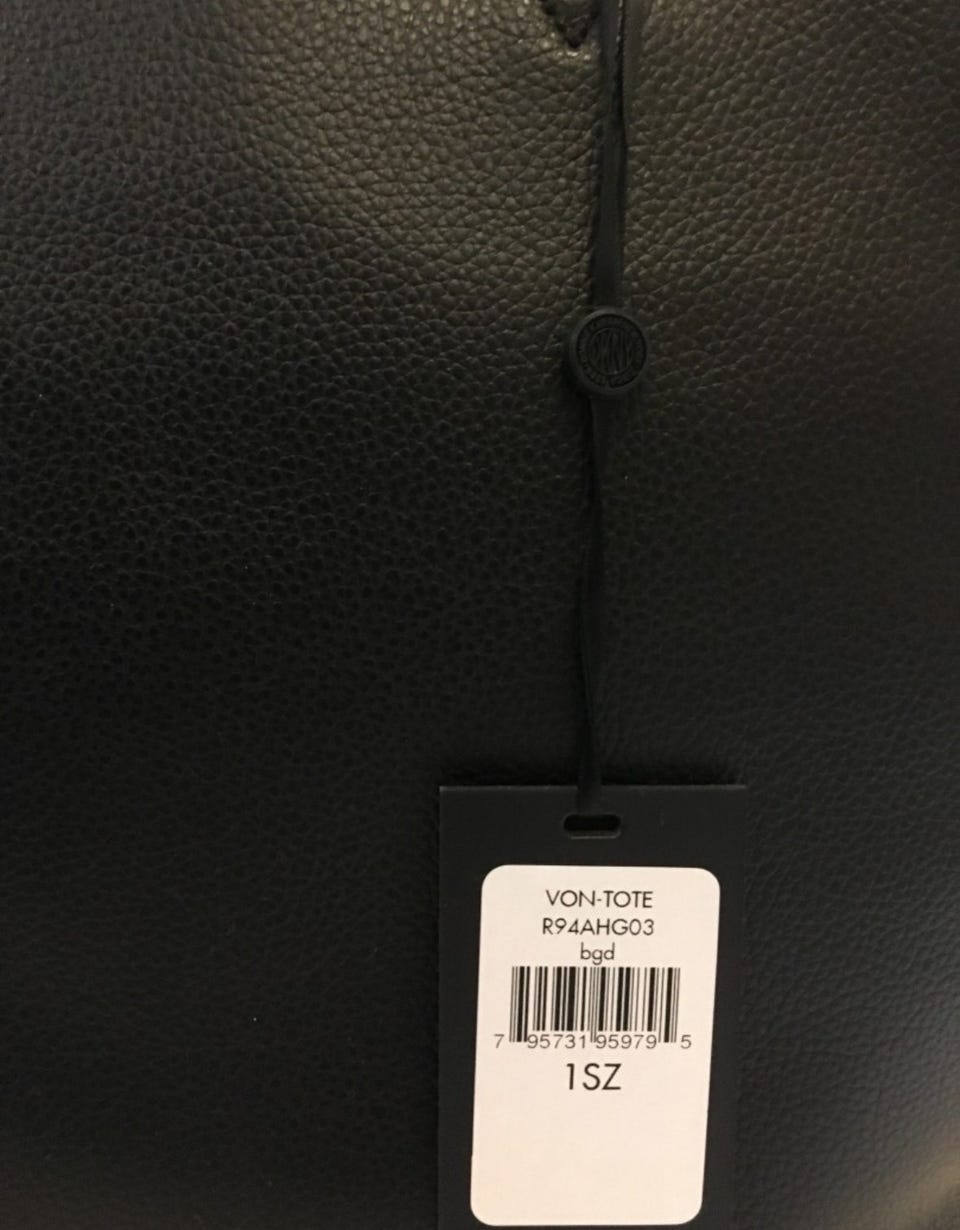 VON-TOTE
R94AHG03
bgd
7 95731 95979 5
1SZ